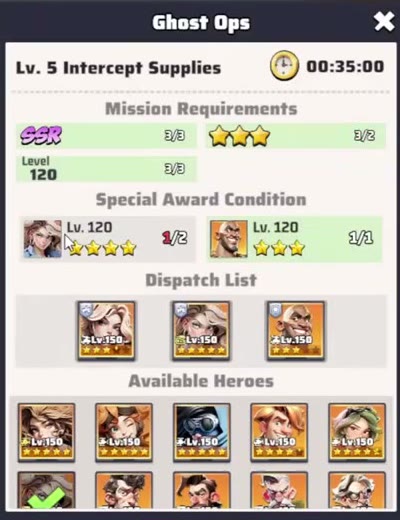 Ghost Ops
Lv. 5 Intercept Supplies 00:35:00
Mission Requirements
SSR 3/3 3/2
Level 120 3/3
Special Award Condition
Lv. 120 1/2 Lv. 120 1/1
Dispatch List
Lv.150 Lv.150 Lv.150
Available Heroes
Lv.150 Lv.150 Lv.150 Lv.150 Lv.150